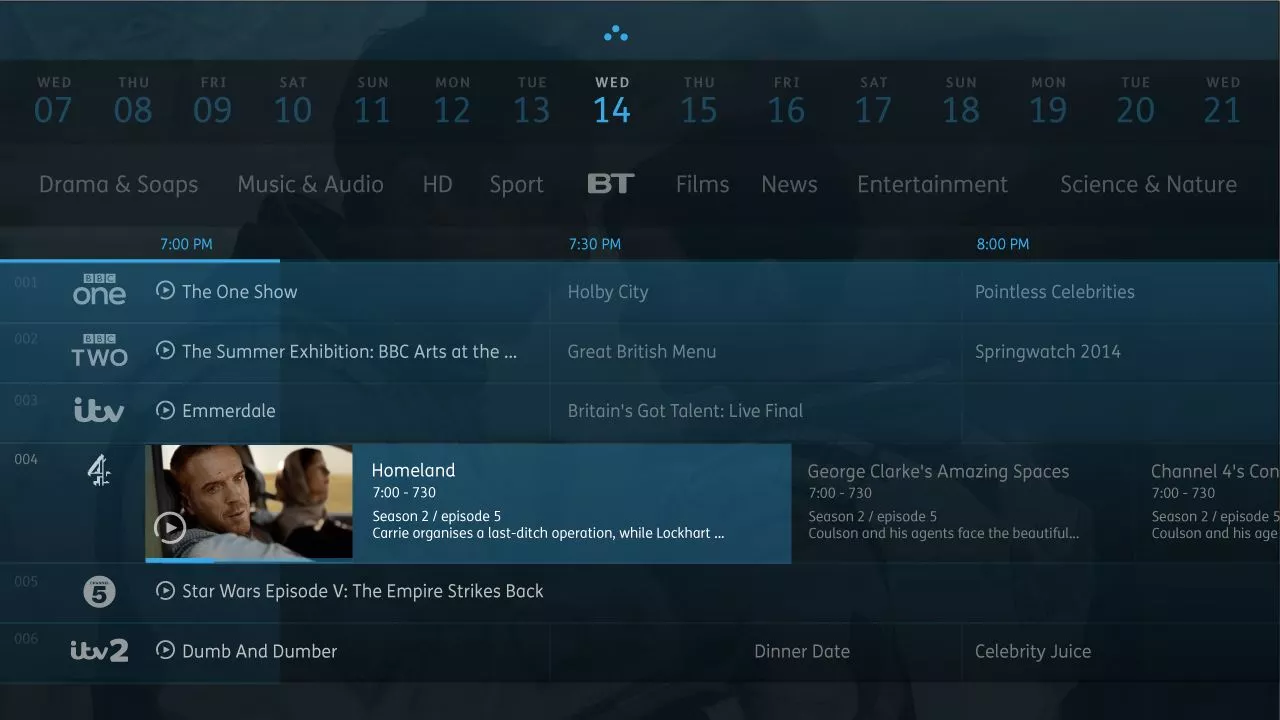 WED THU FRI SAT SUN MON TUE WED THU FRI SAT SUN MON TUE WED
07 08 09 10 11 12 13 14 15 16 17 18 19 20 21
Drama & Soaps Music & Audio HD Sport BT Films News Entertainment Science & Nature
7:00 PM 7:30 PM 8:00 PM
001 BBC one The One Show Holby City Pointless Celebrities
002 BBC TWO The Summer Exhibition: BBC Arts at the ... Great British Menu Springwatch 2014
003 itv Emmerdale Britain's Got Talent: Live Final
004 4 Homeland George Clarke's Amazing Spaces Channel 4's Con
7:00 - 730 7:00 - 730 7:00 - 730
Season 2 / episode 5 Season 2 / episode 5 Season 2 / episode 5
Carrie organises a last-ditch operation, while Lockhart ... Coulson and his agents face the beautiful... Coulson and his age
005 CHANNEL 5 Star Wars Episode V: The Empire Strikes Back
006 itv2 Dumb And Dumber Dinner Date Celebrity Juice